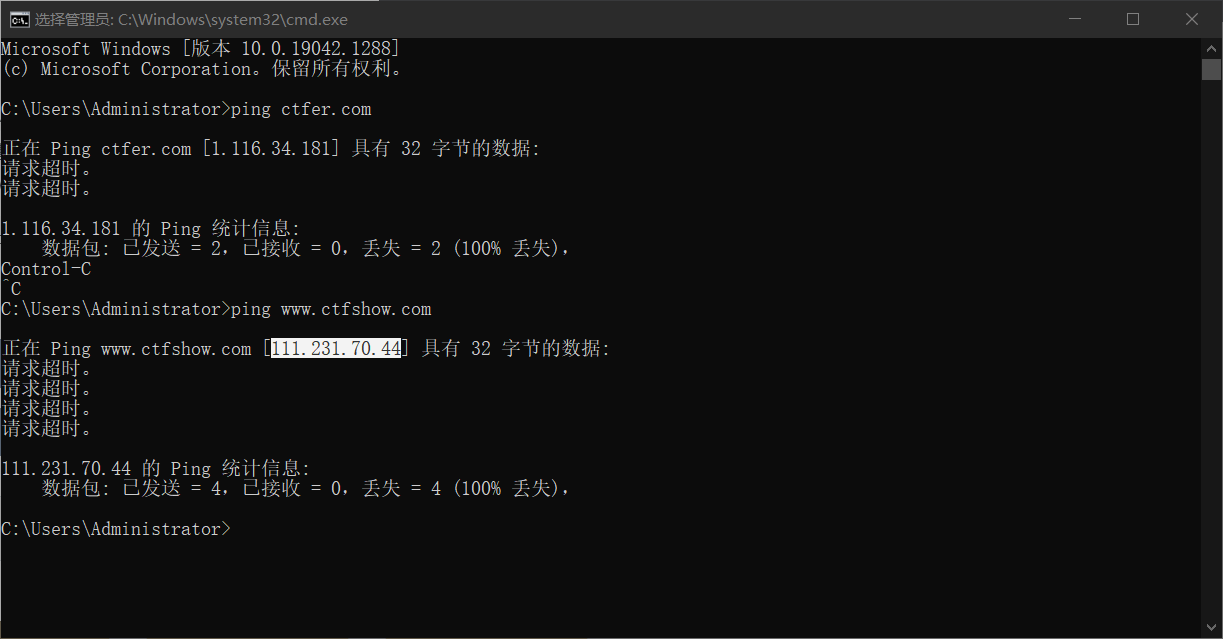 选择管理员: C:\Windows\system32\cmd.exe
Microsoft Windows [版本 10.0.19042.1288]
(c) Microsoft Corporation。保留所有权利。
C:\Users\Administrator>ping ctfer.com
正在 Ping ctfer.com [1.116.34.181] 具有 32 字节的数据:
请求超时。
请求超时。
1.116.34.181 的 Ping 统计信息:
数据包: 已发送 = 2，已接收 = 0，丢失 = 2 (100% 丢失)，
Control-C
^C
C:\Users\Administrator>ping www.ctfshow.com
正在 Ping www.ctfshow.com [111.231.70.44] 具有 32 字节的数据:
请求超时。
请求超时。
请求超时。
请求超时。
111.231.70.44 的 Ping 统计信息:
数据包: 已发送 = 4，已接收 = 0，丢失 = 4 (100% 丢失)，
C:\Users\Administrator>